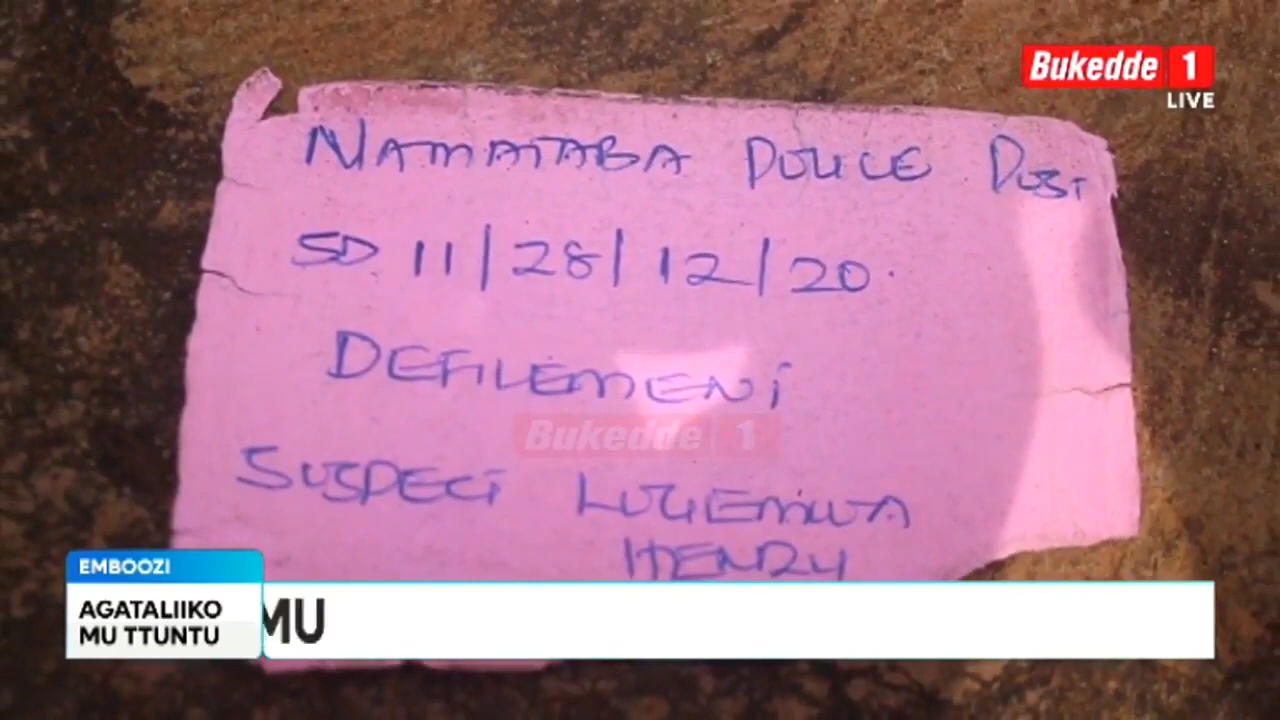 Bukedde 1
LIVE
NAMATABA POLICE POST
SD 11/28/12/20.
DEFILEMENT
Bukedde 1
SUSPECT
HENRY
EMBOOZI
AGATALIIKO
MU TTUNTU
MU